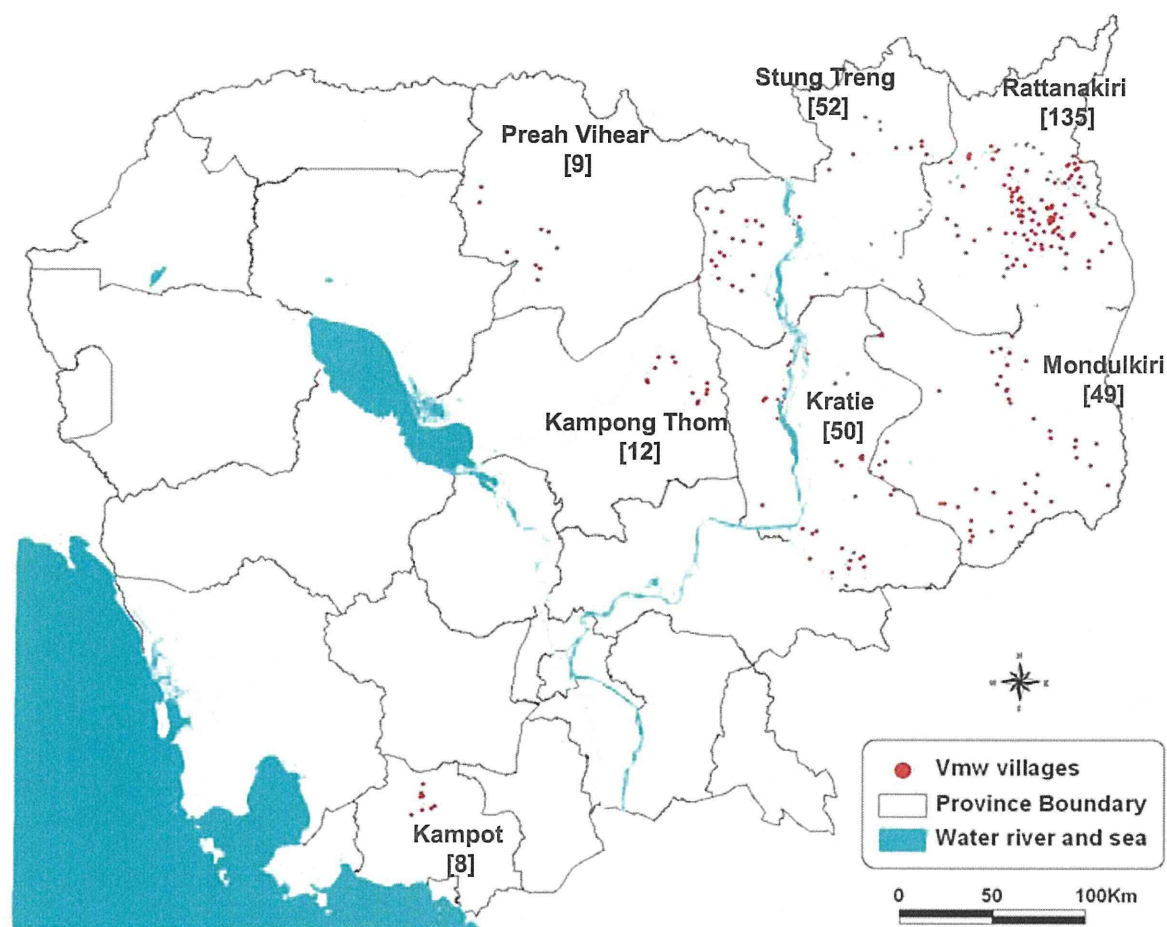 Stung Treng
[52]
Rattanakiri
[135]
Preah Vihear
[9]
Mondulkiri
[49]
Kratie
[50]
Kampong Thom
[12]
N
W E
S
Vmw villages
Province Boundary
Water river and sea
Kampot
[8]
0 50 100Km